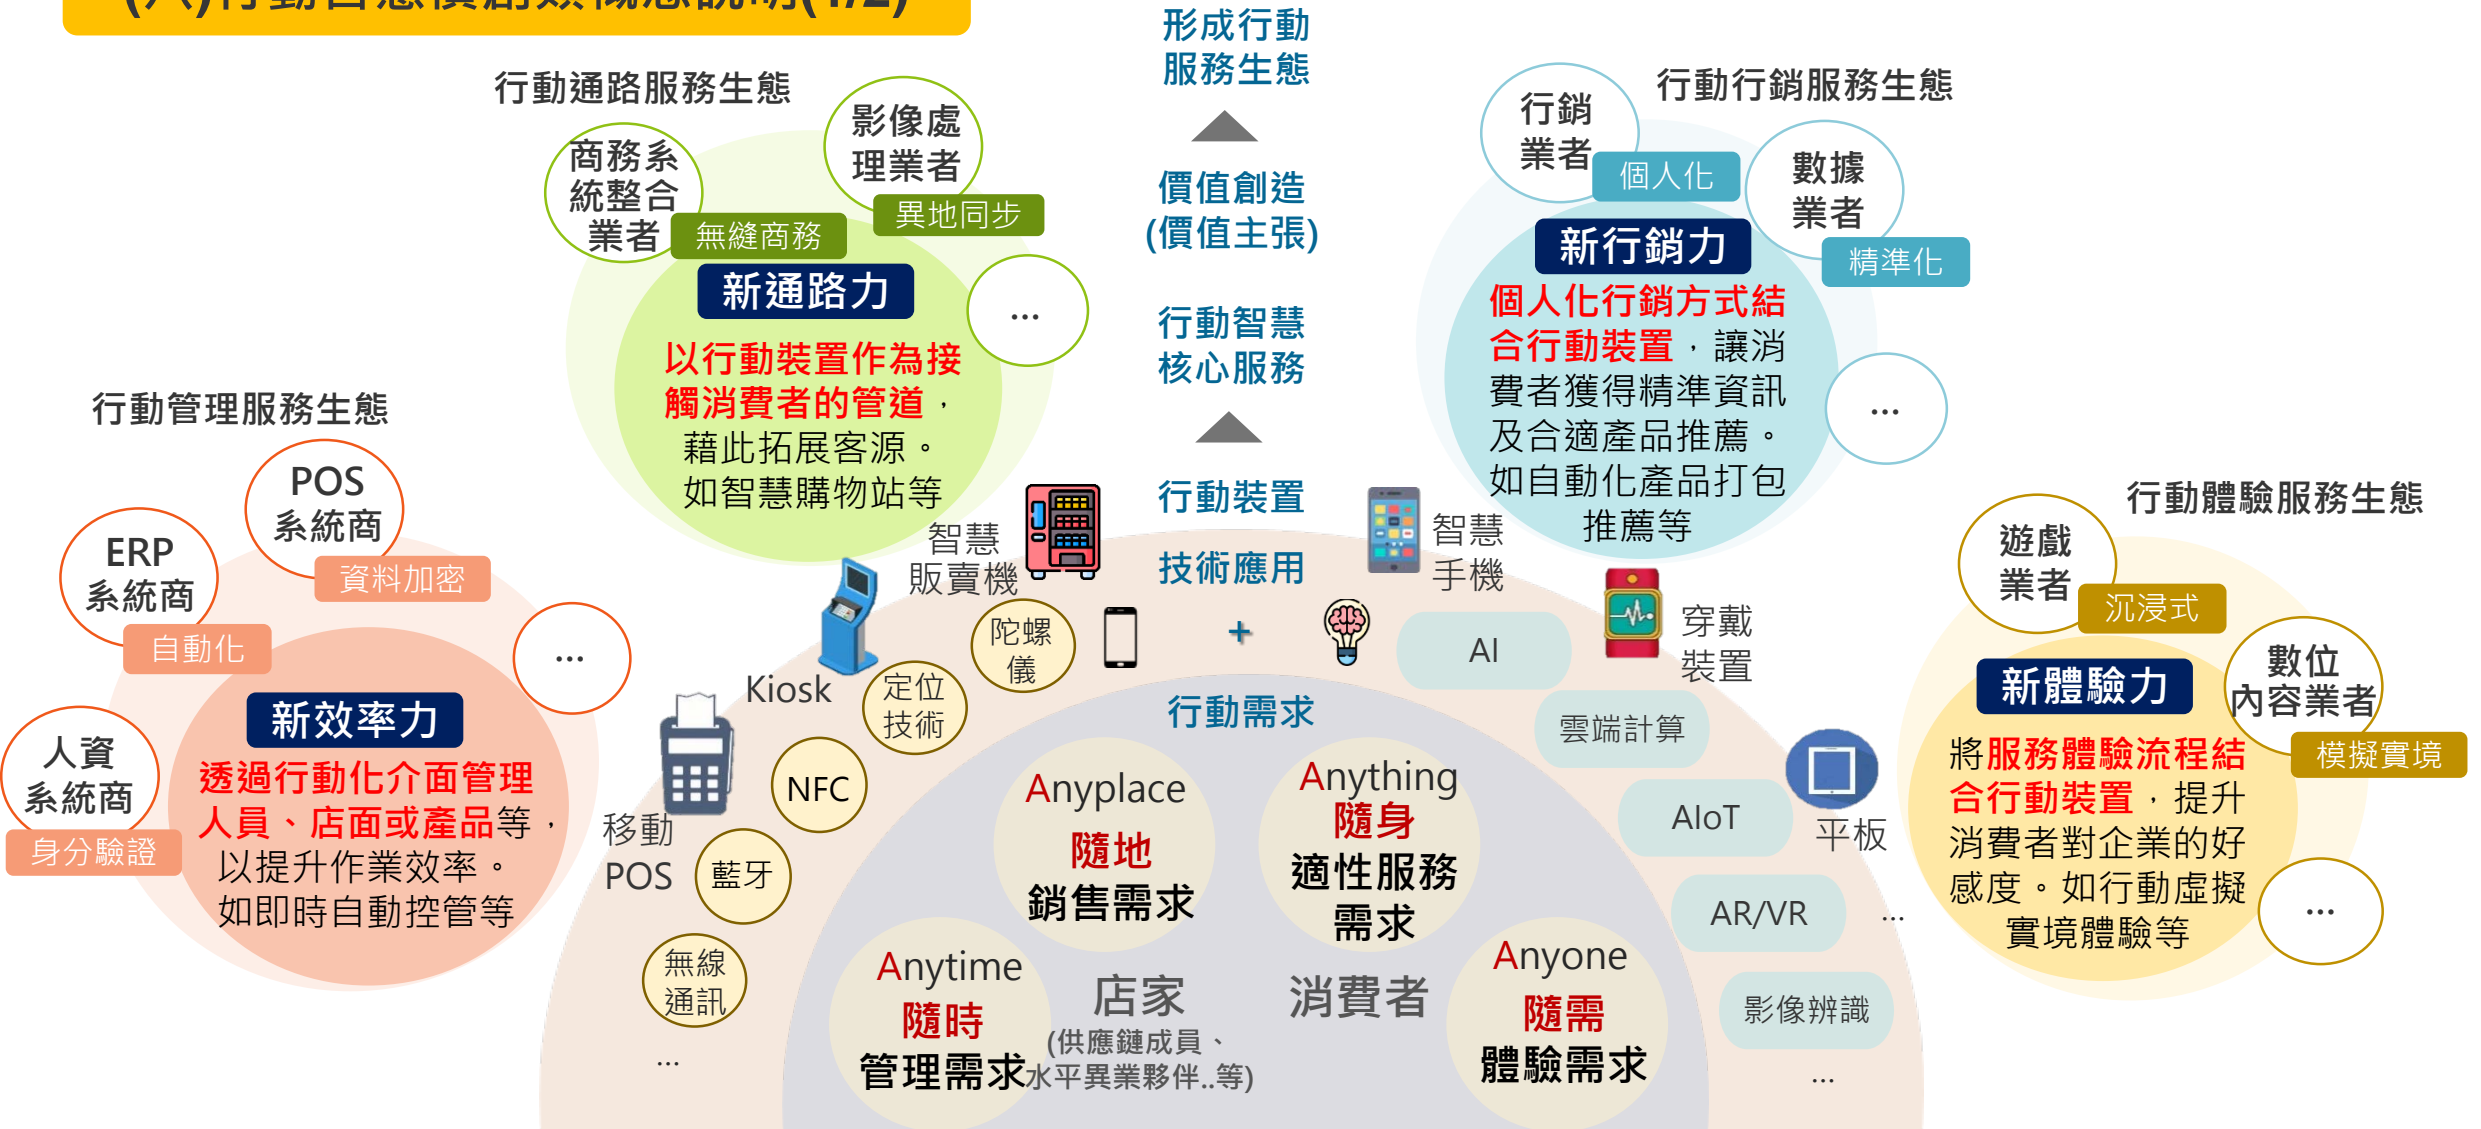 (六)行動智慧價創類概念說明(1/2)
形成行動
服務生態
價值創造
(價值主張)
行動智慧
核心服務
行動裝置
技術應用
+
行動需求
行動管理服務生態
POS
系統商
資料加密
ERP
系統商
自動化
人資
系統商
身分驗證
...
新效率力
透過行動化介面管理
人員、店面或產品等，
以提升作業效率。
如即時自動控管等
行動通路服務生態
商務系
統整合
業者
無縫商務
影像處
理業者
異地同步
...
新通路力
以行動裝置作為接
觸消費者的管道，
藉此拓展客源。
如智慧購物站等
行動行銷服務生態
行銷
業者
個人化
數據
業者
精準化
...
新行銷力
個人化行銷方式結
合行動裝置，讓消
費者獲得精準資訊
及合適產品推薦。
如自動化產品打包
推薦等
行動體驗服務生態
遊戲
業者
沉浸式
數位
內容業者
模擬實境
...
新體驗力
將服務體驗流程結
合行動裝置，提升
消費者對企業的好
感度。如行動虛擬
實境體驗等
移動
POS
Kiosk
智慧
販賣機
智慧
手機
穿戴
裝置
平板
...
陀螺
儀
定位
技術
NFC
藍牙
無線
通訊
...
AI
雲端計算
AIoT
AR/VR
影像辨識
...
Anytime
隨時
管理需求
Anyplace
隨地
銷售需求
Anything
隨身
適性服務
需求
Anyone
隨需
體驗需求
店家
(供應鏈成員、
水平異業夥伴..等)
消費者